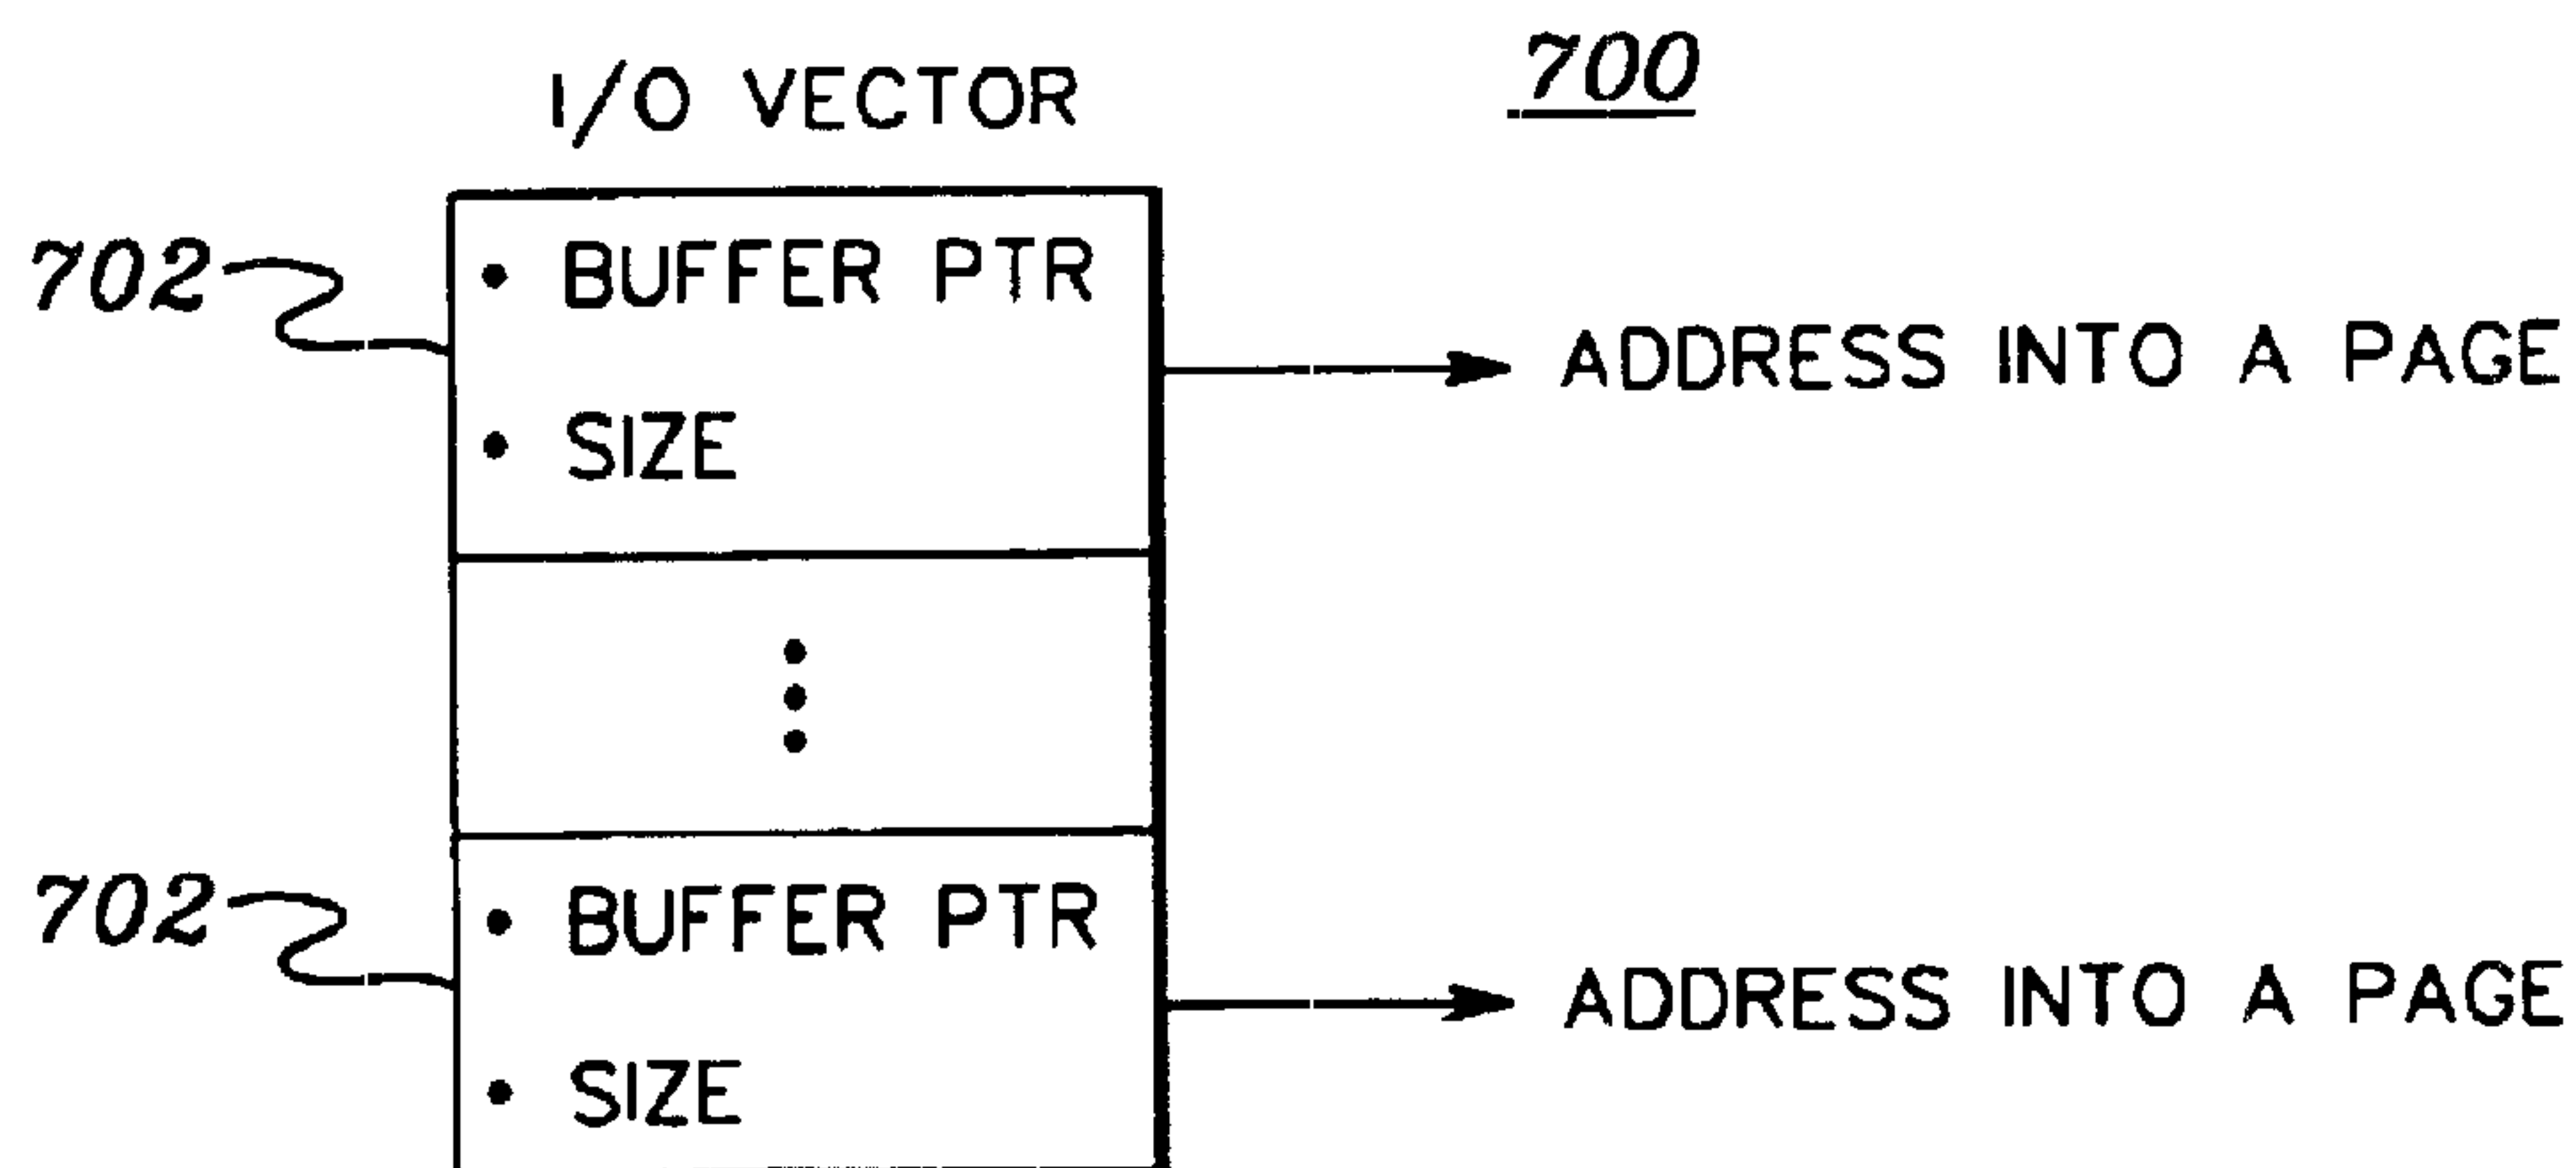 I/O VECTOR
700
702
• BUFFER PTR
ADDRESS INTO A PAGE
• SIZE
702
• BUFFER PTR
ADDRESS INTO A PAGE
• SIZE